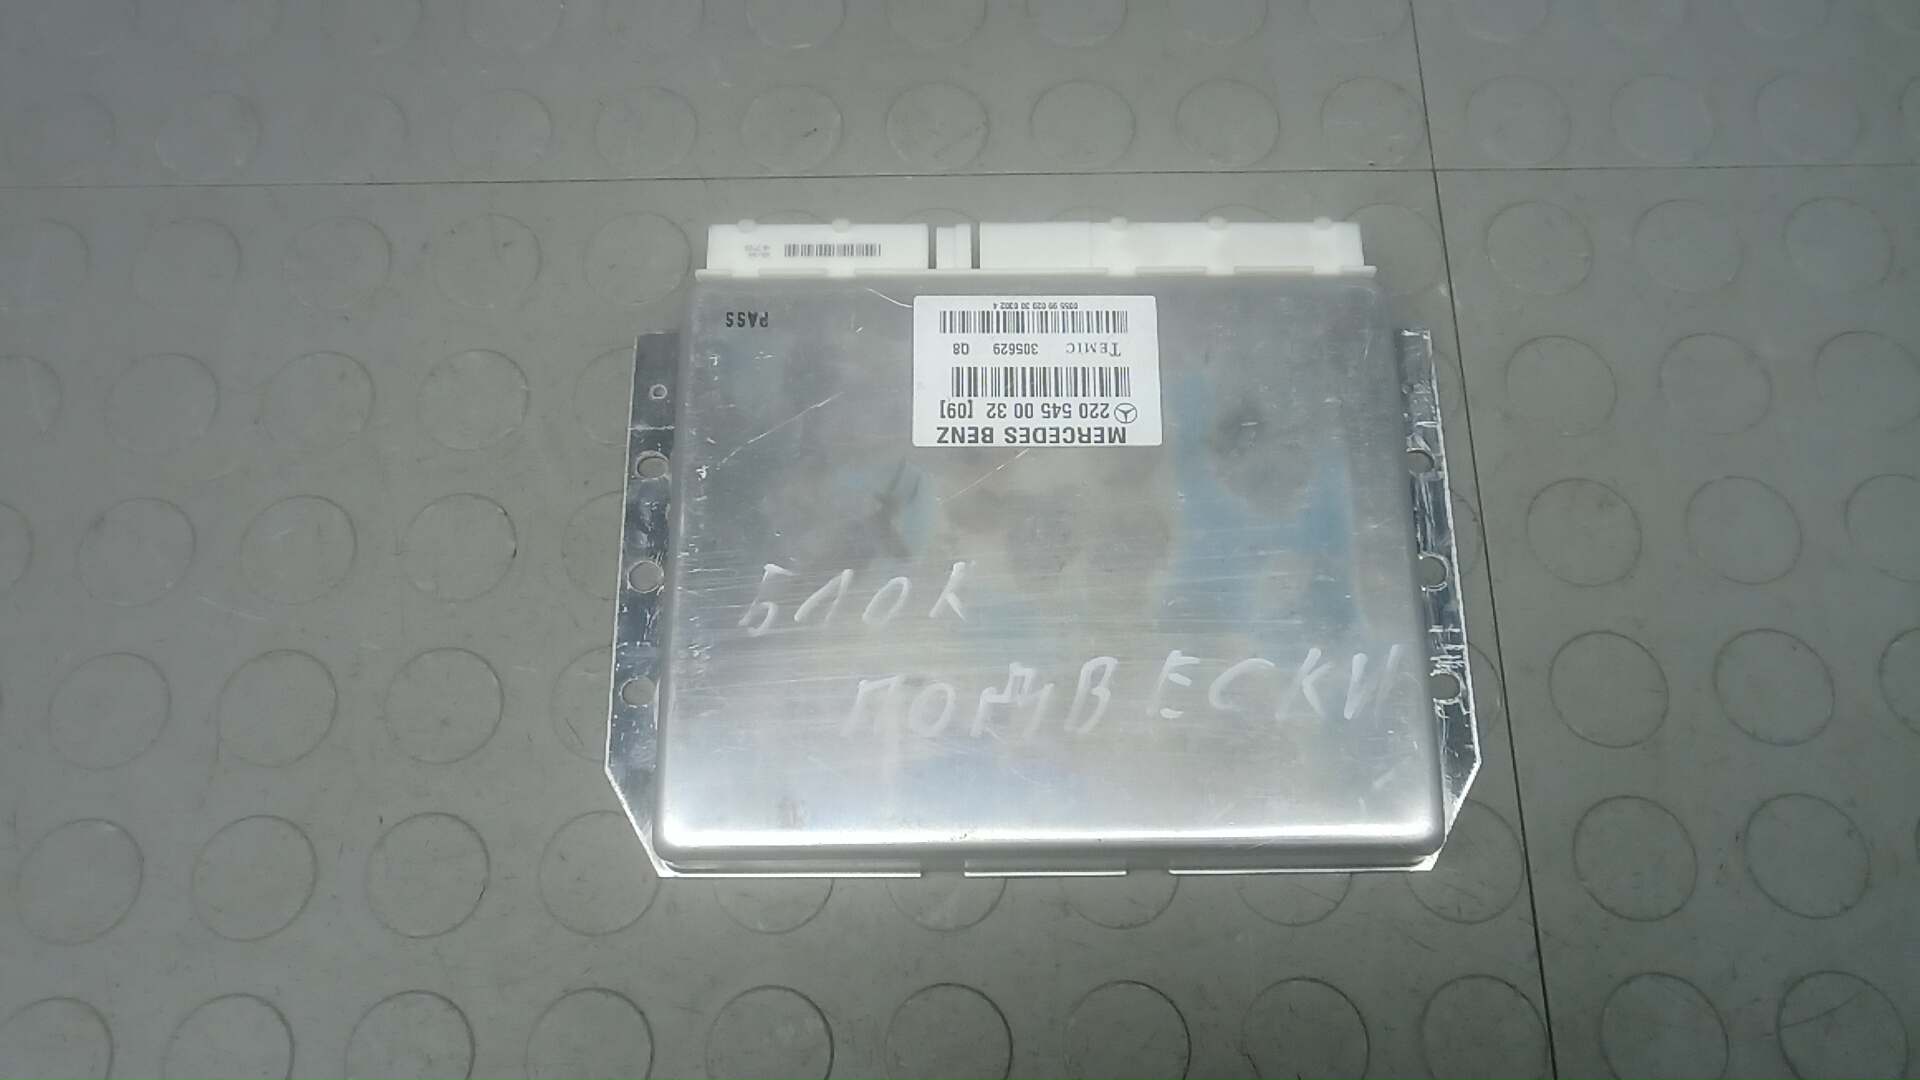 MERCEDES BENZ
220 545 00 32 [09]
TEMIC 305629 Q8
PASS
БЛОК
ПОДВЕСКИ